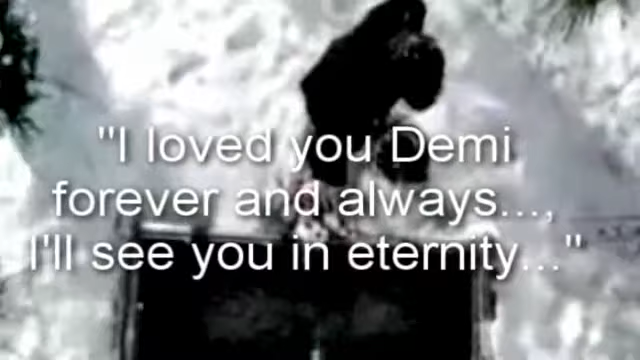 "I loved you Demi
forever and always...,
I'll see you in eternity..."